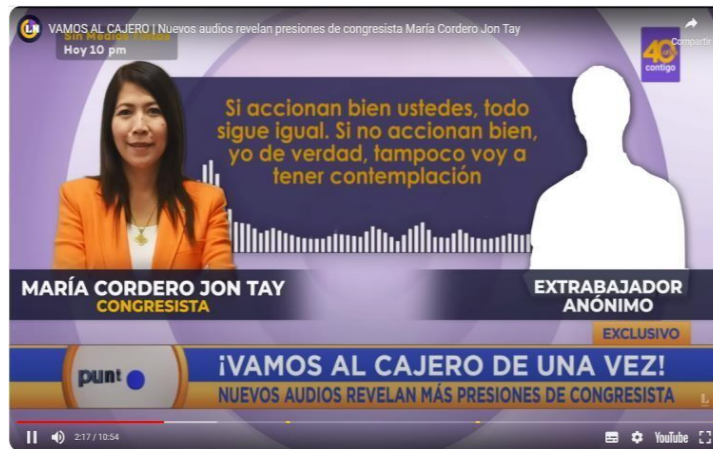 VAMOS AL CAJERO | Nuevos audios revelan presiones de congresista María Cordero Jon Tay
Sin Medias Tintas
Hoy 10 pm
Compartir
40
contigo
Si accionan bien ustedes, todo
sigue igual. Si no accionan bien,
yo de verdad, tampoco voy a
tener contemplación
MARÍA CORDERO JON TAY
CONGRESISTA
EXTRABAJADOR
ANÓNIMO
EXCLUSIVO
punt
¡VAMOS AL CAJERO DE UNA VEZ!
NUEVOS AUDIOS REVELAN MÁS PRESIONES DE CONGRESISTA
2:17 / 10:54
YouTube